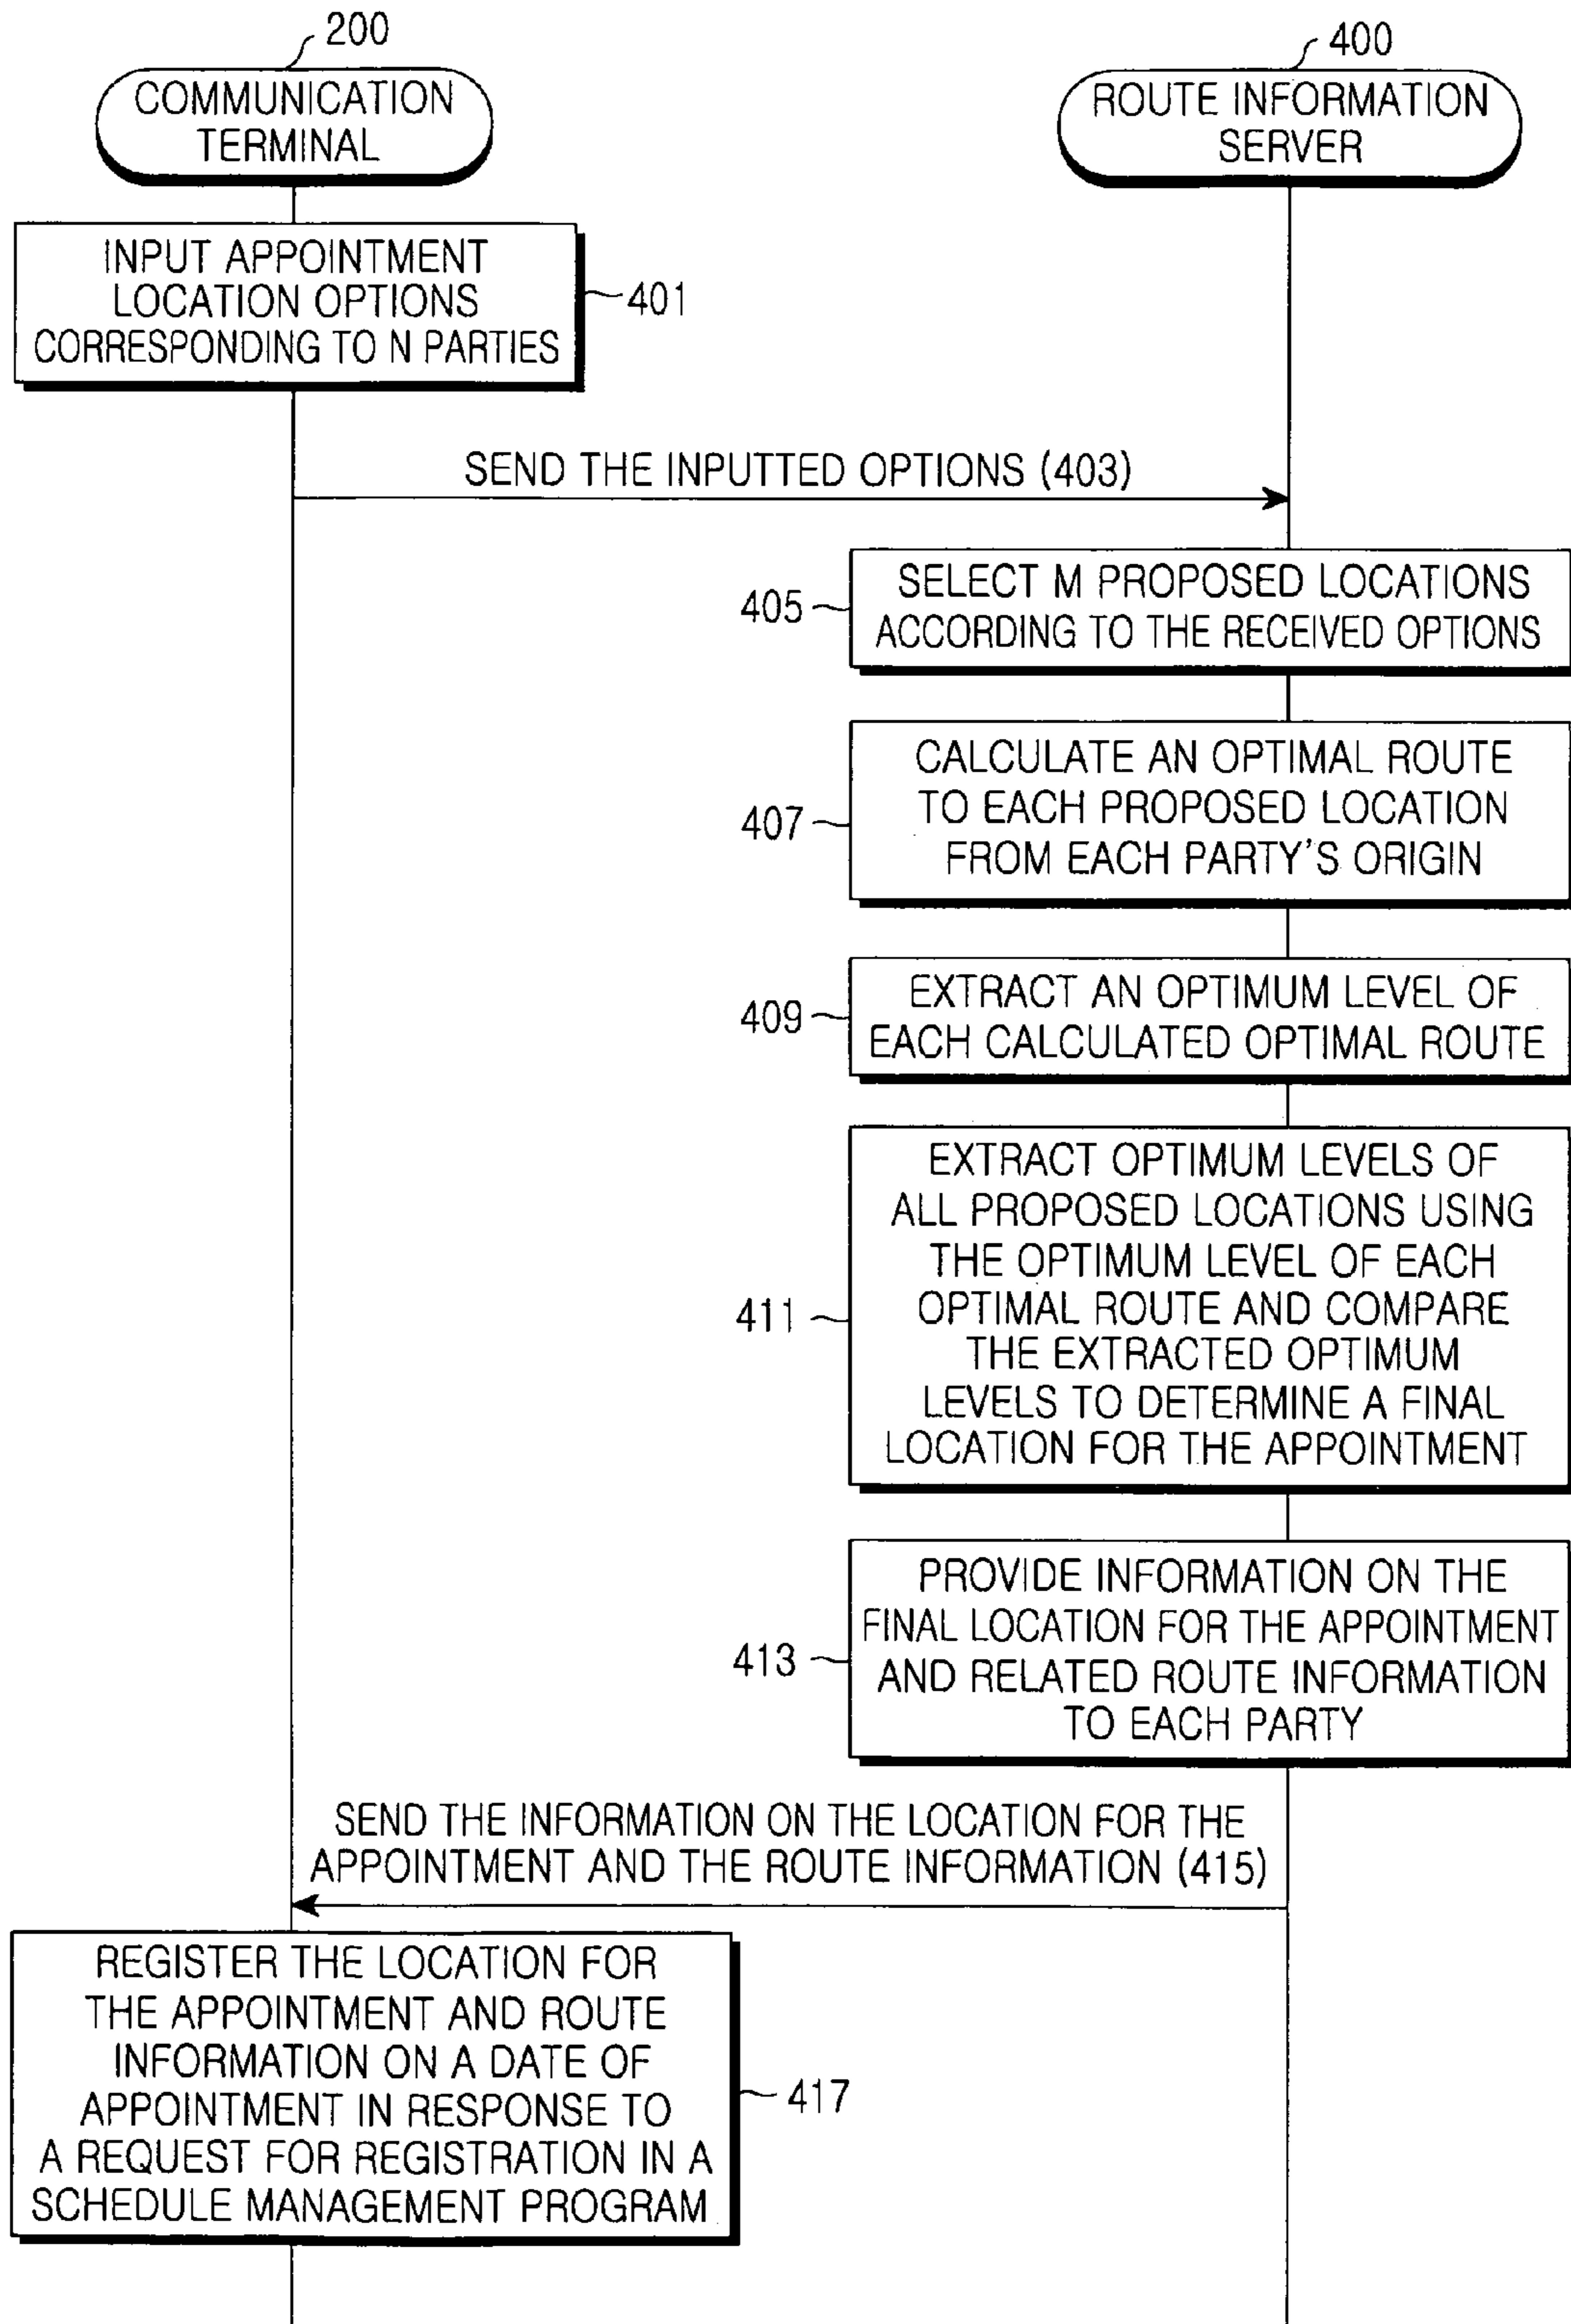 200
COMMUNICATION
TERMINAL
400
ROUTE INFORMATION
SERVER
INPUT APPOINTMENT
LOCATION OPTIONS
CORRESPONDING TO N PARTIES
401
SEND THE INPUTTED OPTIONS (403)
405
SELECT M PROPOSED LOCATIONS
ACCORDING TO THE RECEIVED OPTIONS
407
CALCULATE AN OPTIMAL ROUTE
TO EACH PROPOSED LOCATION
FROM EACH PARTY'S ORIGIN
409
EXTRACT AN OPTIMUM LEVEL OF
EACH CALCULATED OPTIMAL ROUTE
411
EXTRACT OPTIMUM LEVELS OF
ALL PROPOSED LOCATIONS USING
THE OPTIMUM LEVEL OF EACH
OPTIMAL ROUTE AND COMPARE
THE EXTRACTED OPTIMUM
LEVELS TO DETERMINE A FINAL
LOCATION FOR THE APPOINTMENT
413
PROVIDE INFORMATION ON THE
FINAL LOCATION FOR THE APPOINTMENT
AND RELATED ROUTE INFORMATION
TO EACH PARTY
SEND THE INFORMATION ON THE LOCATION FOR THE
APPOINTMENT AND THE ROUTE INFORMATION (415)
REGISTER THE LOCATION FOR
THE APPOINTMENT AND ROUTE
INFORMATION ON A DATE OF
APPOINTMENT IN RESPONSE TO
A REQUEST FOR REGISTRATION IN A
SCHEDULE MANAGEMENT PROGRAM
417